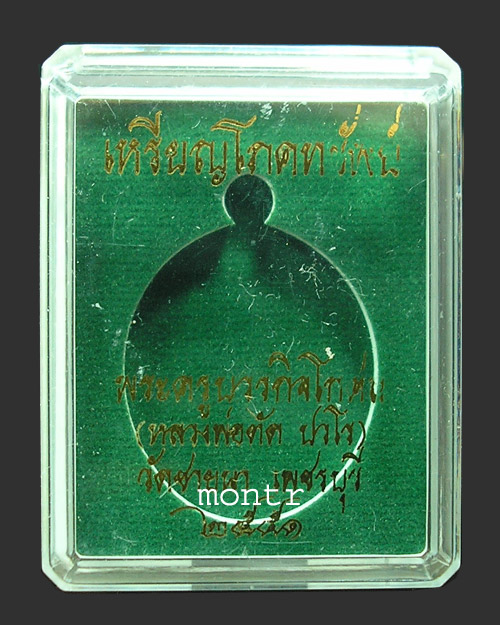 เหรียญโภคทรัพย์
พระครูบวรกิจโกศล
(หลวงพ่อตัด ปวโร)
วัดชายนา เพชรบุรี
montr
๒๕๕๑